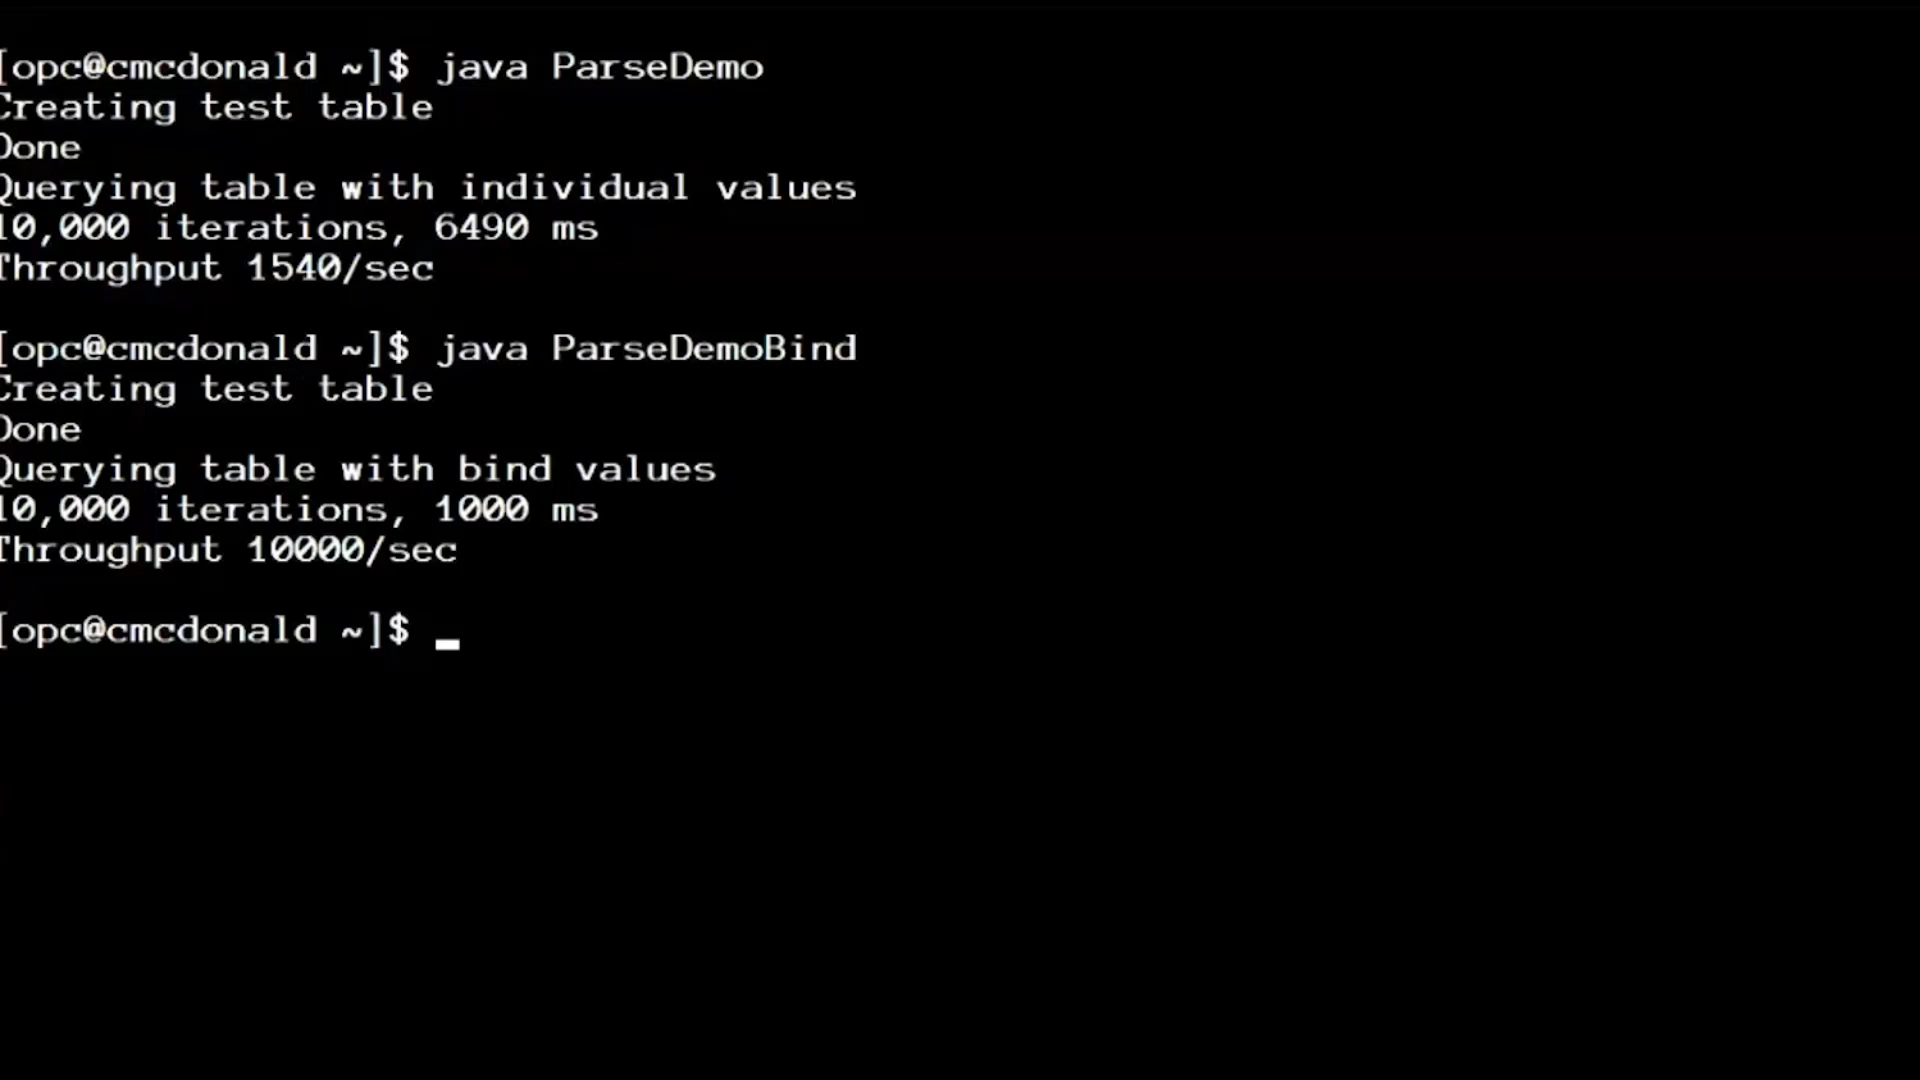 [opc@cmcdonald ~]$ java ParseDemo
Creating test table
Done
Querying table with individual values
10,000 iterations, 6490 ms
Throughput 1540/sec
[opc@cmcdonald ~]$ java ParseDemoBind
Creating test table
Done
Querying table with bind values
10,000 iterations, 1000 ms
Throughput 10000/sec
[opc@cmcdonald ~]$ _